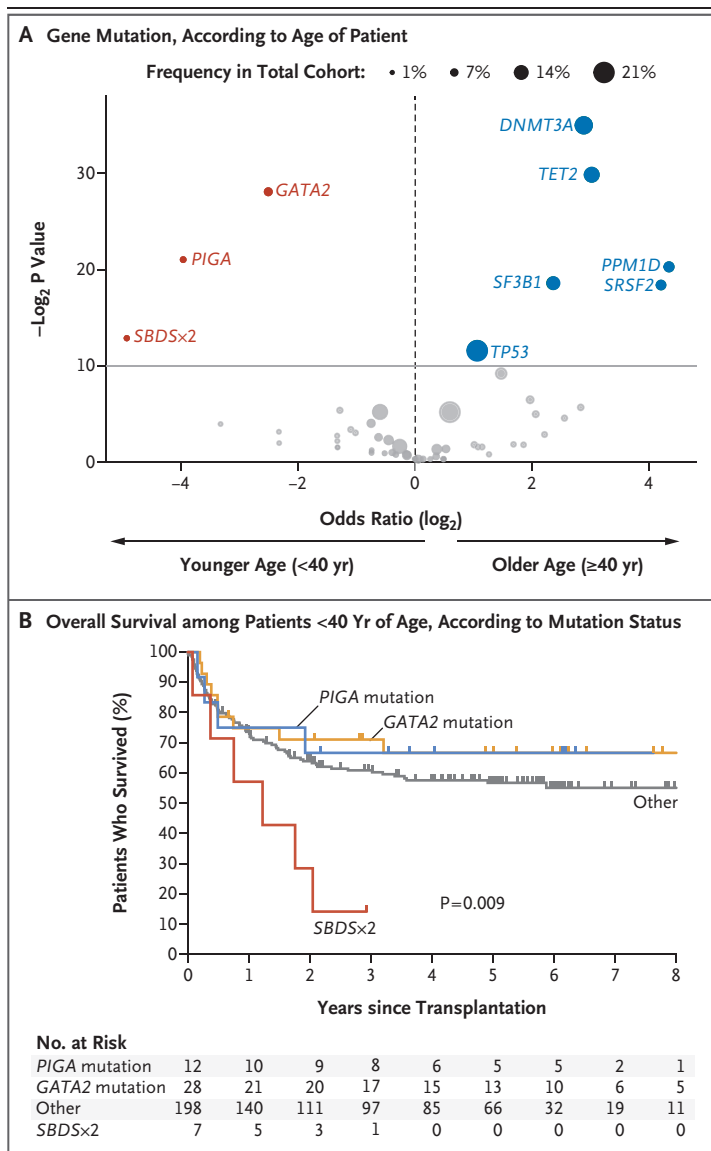 A Gene Mutation, According to Age of Patient
Frequency in Total Cohort: 1% 7% 14% 21%
DNMT3A
GATA2
TET2
PIGA
PPM1D
SF3B1
SRSF2
SBDS×2
TP53
30
20
10
0
−Log2 P Value
−4 −2 0 2 4
Odds Ratio (log2)
Younger Age (<40 yr) Older Age (≥40 yr)
B Overall Survival among Patients <40 Yr of Age, According to Mutation Status
100
90
80
70
60
50
40
30
20
10
0
Patients Who Survived (%)
PIGA mutation
GATA2 mutation
Other
P=0.009
SBDS×2
0 1 2 3 4 5 6 7 8
Years since Transplantation
No. at Risk
PIGA mutation 12 10 9 8 6 5 5 2 1
GATA2 mutation 28 21 20 17 15 13 10 6 5
Other 198 140 111 97 85 66 32 19 11
SBDS×2 7 5 3 1 0 0 0 0 0